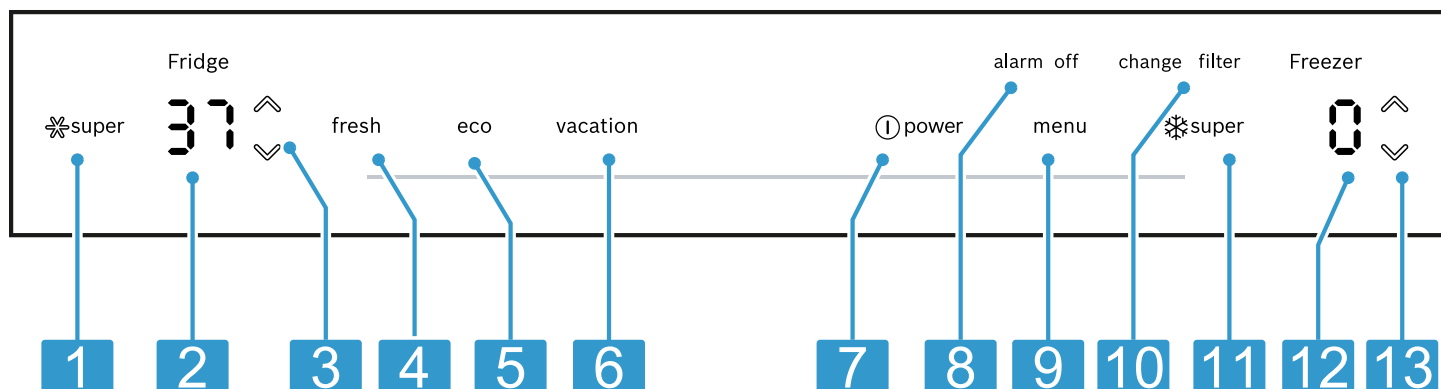 Fridge
alarm off
change filter
Freezer
super
37
fresh
eco
vacation
power
menu
super
0
1 2 3 4 5 6 7 8 9 10 11 12 13